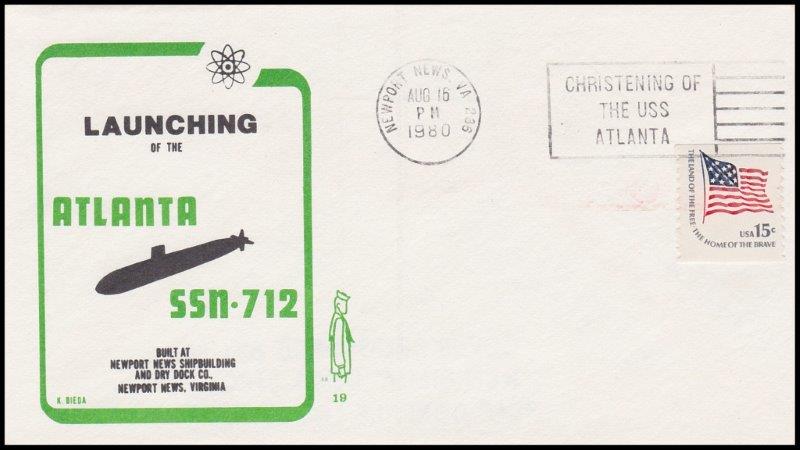 LAUNCHING
OF THE
ATLANTA
SSN·712
BUILT AT
NEWPORT NEWS SHIPBUILDING
AND DRY DOCK CO.,
NEWPORT NEWS, VIRGINIA
K. BIEDA
19
NEWPORT NEWS, VA 236
AUG 16
PM
1980
CHRISTENING OF
THE USS
ATLANTA
THE LAND OF THE FREE·THE HOME OF THE BRAVE
USA 15c